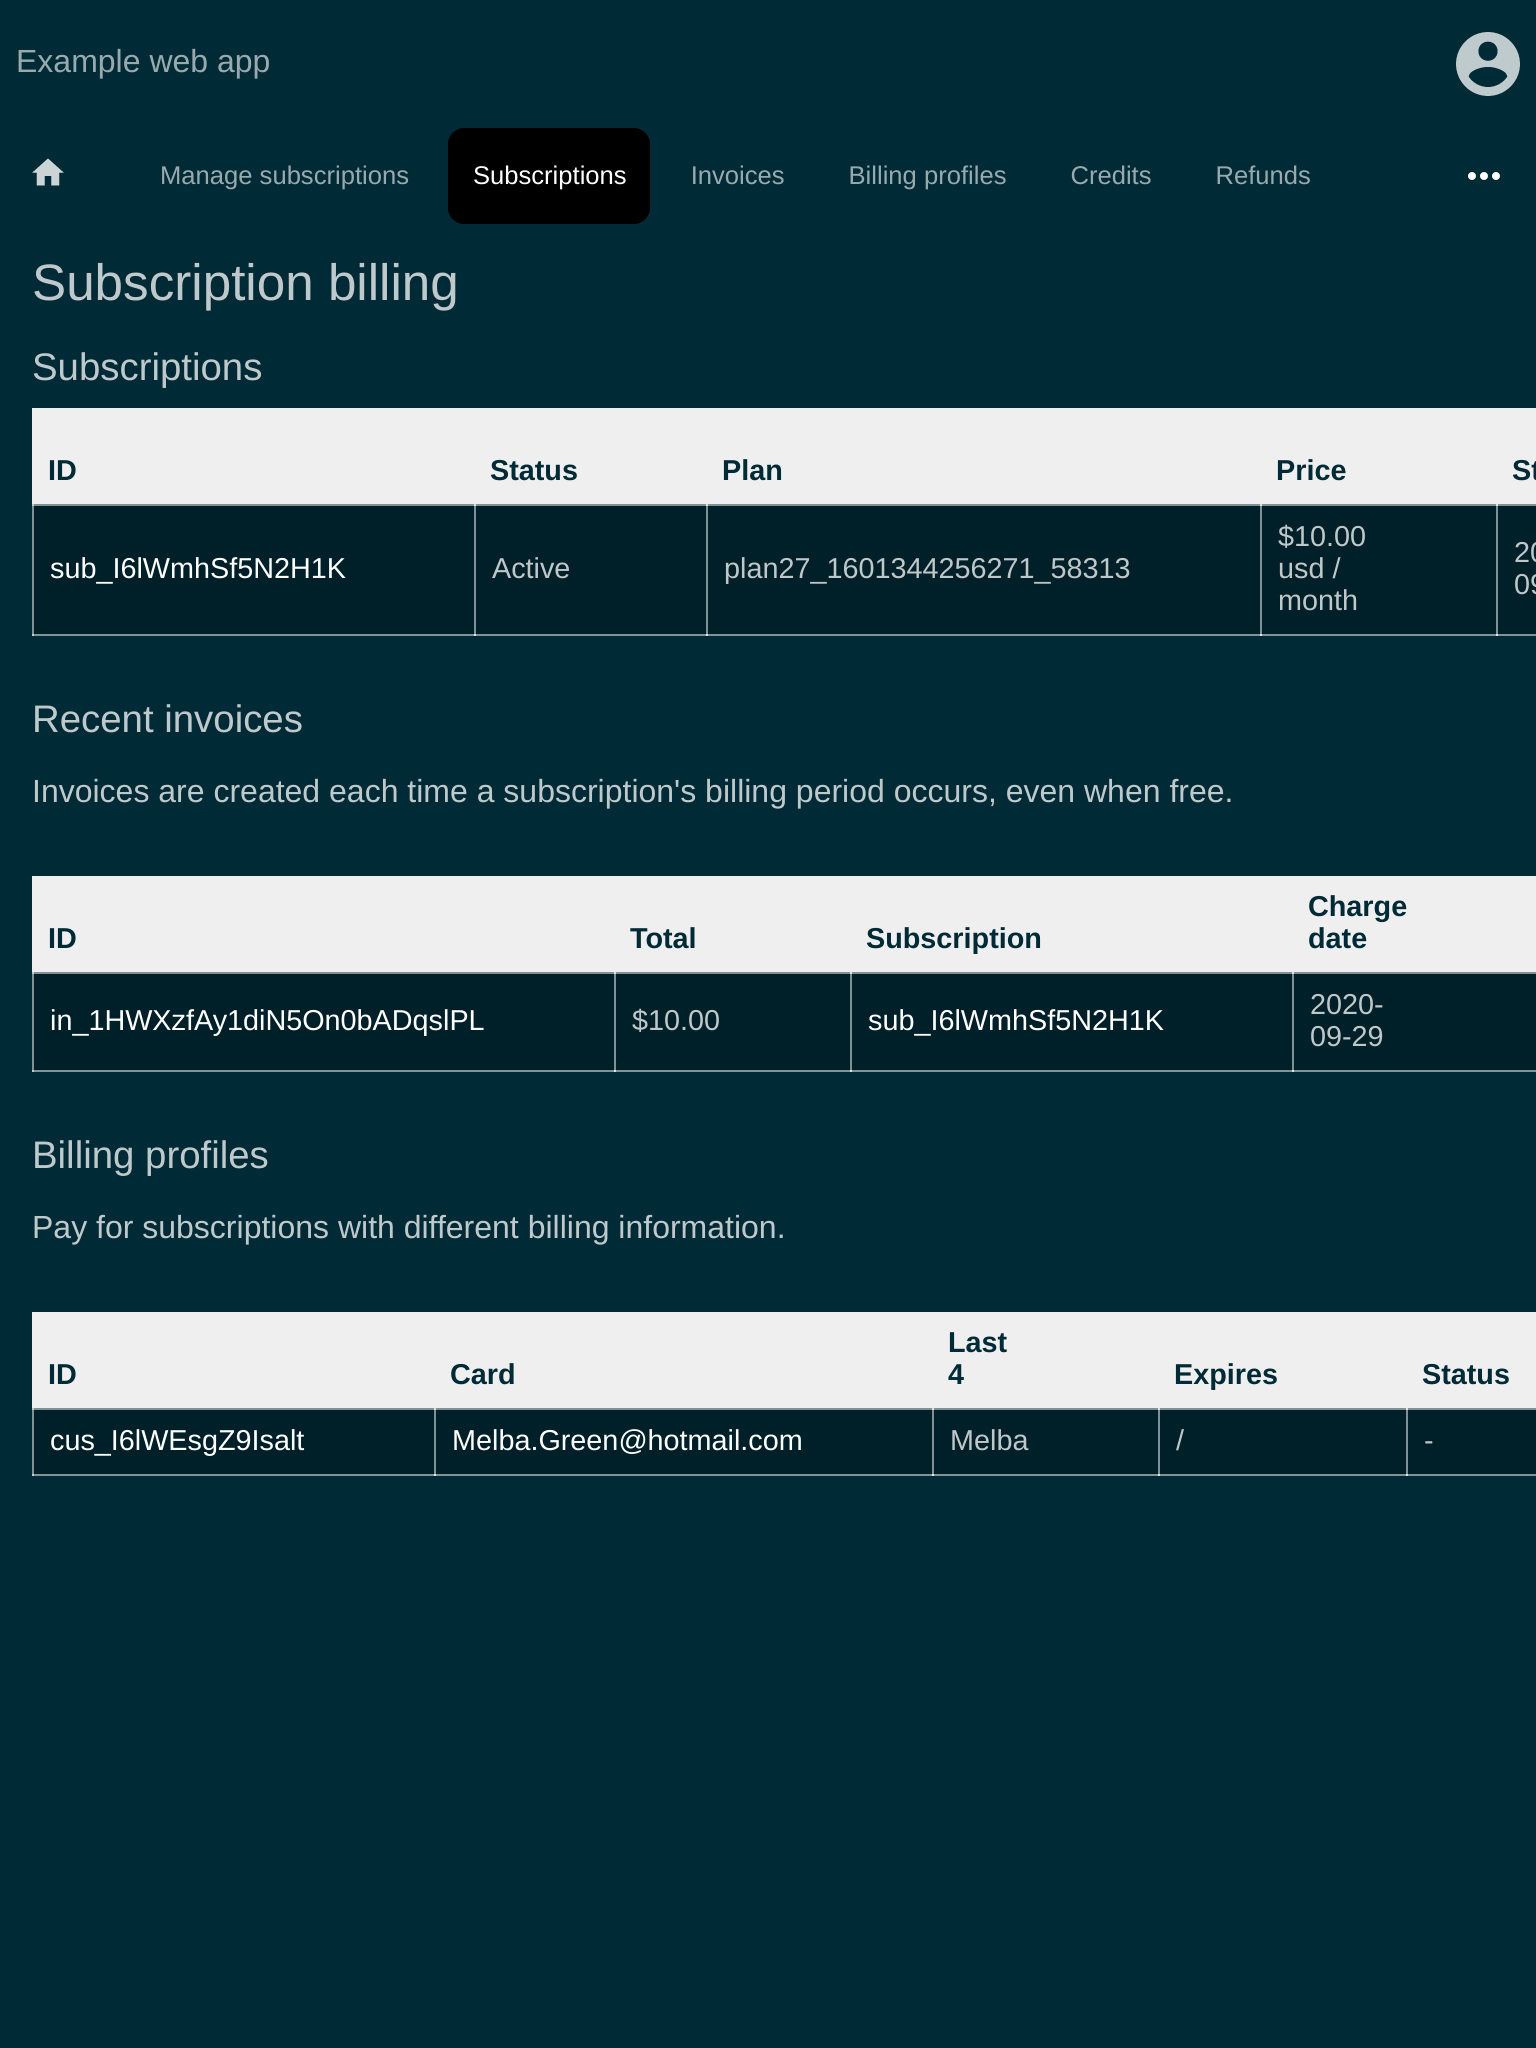 Example web app
Manage subscriptions Subscriptions Invoices Billing profiles Credits Refunds
Subscription billing
Subscriptions
ID Status Plan Price St
sub_I6lWmhSf5N2H1K Active plan27_1601344256271_58313 $10.00 usd / month 20 09
Recent invoices
Invoices are created each time a subscription's billing period occurs, even when free.
ID Total Subscription Charge date
in_1HWXzfAy1diN5On0bADqslPL $10.00 sub_I6lWmhSf5N2H1K 2020-09-29
Billing profiles
Pay for subscriptions with different billing information.
ID Card Last 4 Expires Status
cus_I6lWEsgZ9Isalt Melba.Green@hotmail.com Melba / -